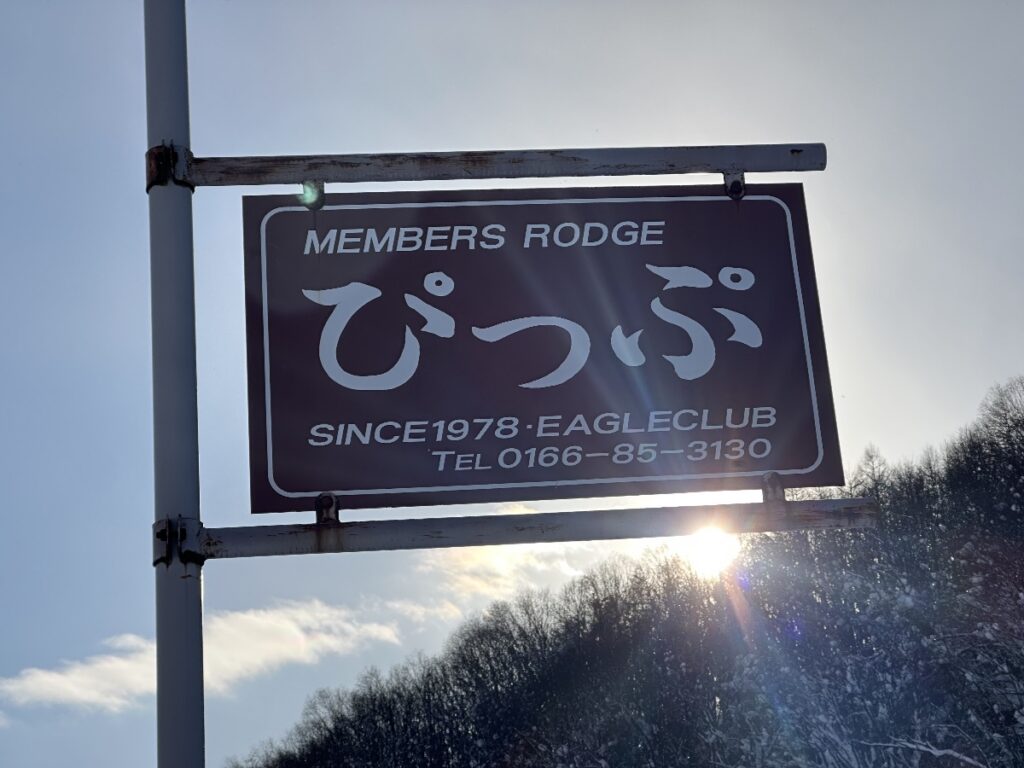 MEMBERS RODGE
ぴっぷ
SINCE1978・EAGLECLUB
TEL 0166-85-3130